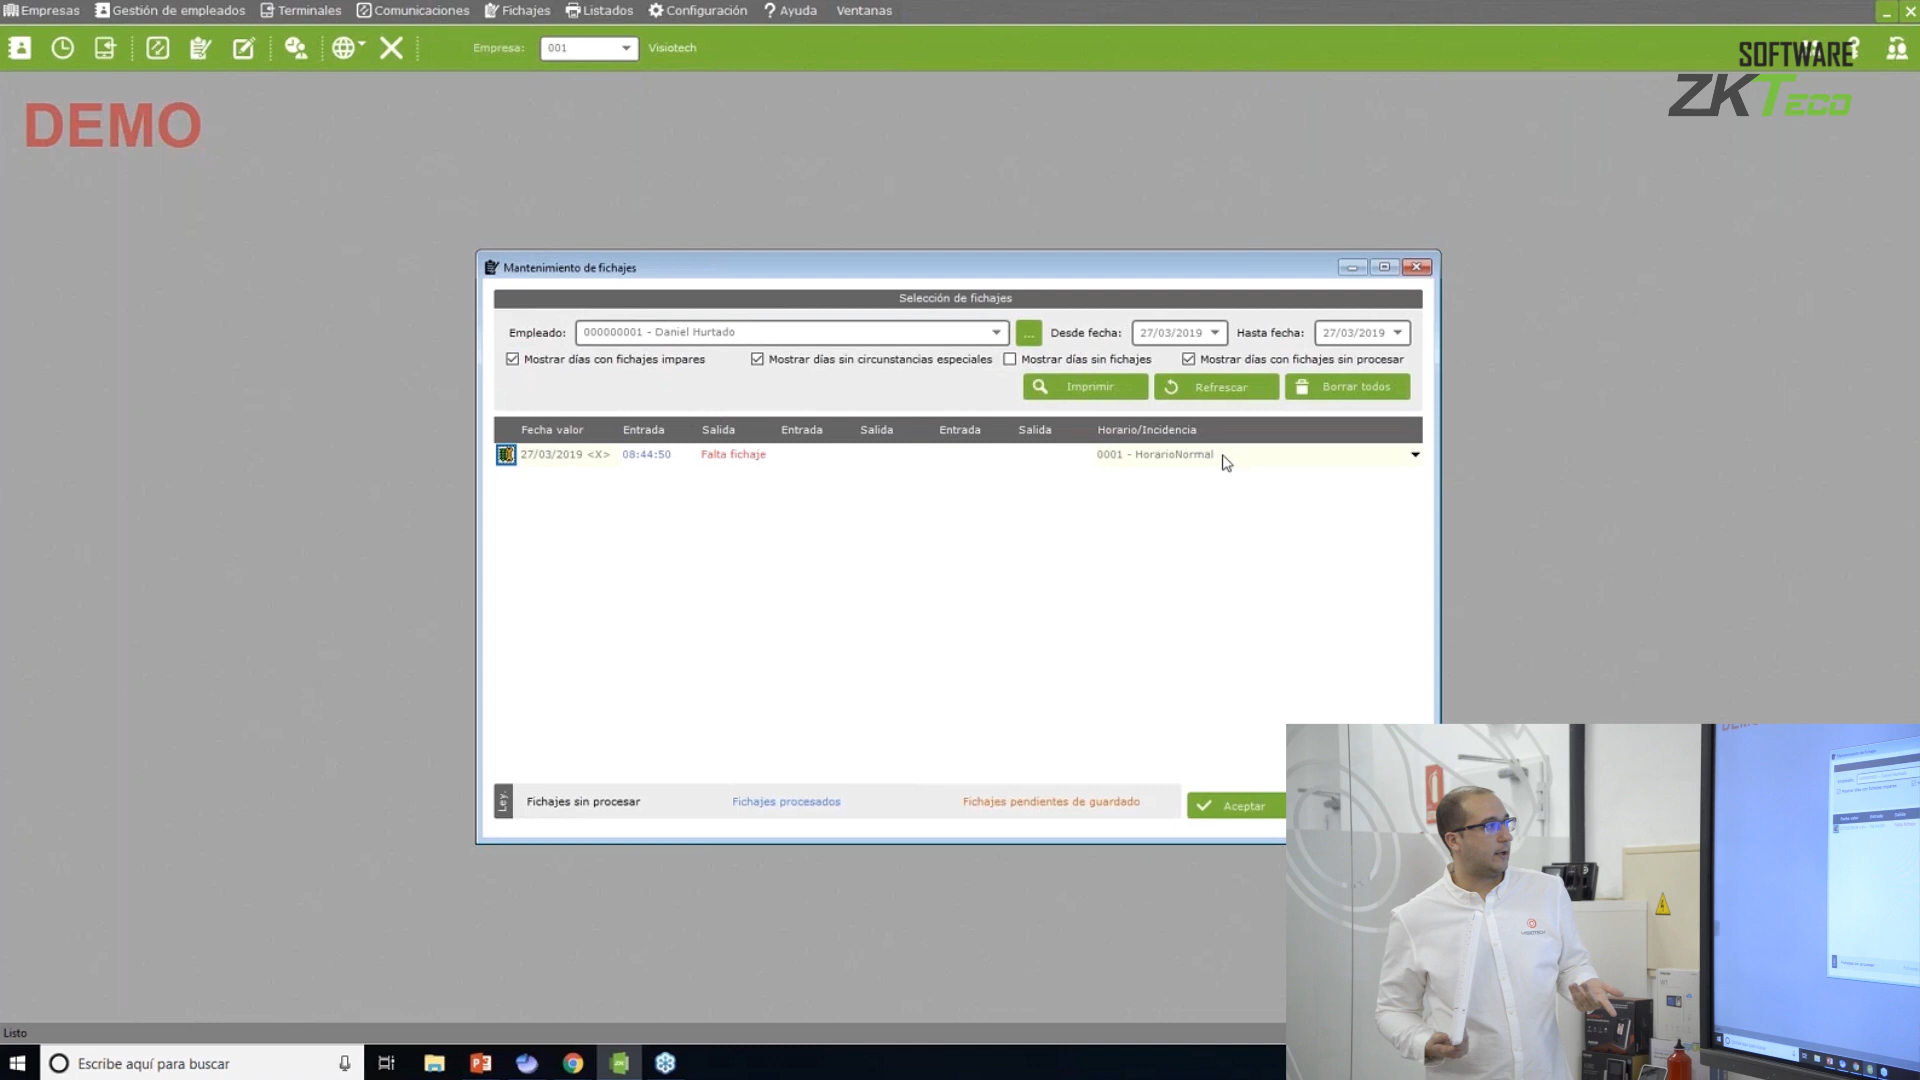 Empresas Gestión de empleados Terminales Comunicaciones Fichajes Listados Configuración ? Ayuda Ventanas
Empresa: 001 Visiotech
SOFTWARE
ZKTeco
DEMO
Mantenimiento de fichajes
Selección de fichajes
Empleado: 000000001 - Daniel Hurtado ... Desde fecha: 27/03/2019 Hasta fecha: 27/03/2019
Mostrar días con fichajes impares Mostrar días sin circunstancias especiales Mostrar días sin fichajes Mostrar días con fichajes sin procesar
Imprimir Refrescar Borrar todos
Fecha valor Entrada Salida Entrada Salida Entrada Salida Horario/Incidencia
27/03/2019 <X> 08:44:50 Falta fichaje 0001 - HorarioNormal
Ley. Fichajes sin procesar Fichajes procesados Fichajes pendientes de guardado Aceptar
VISIOTECH
Listo
Escribe aquí para buscar